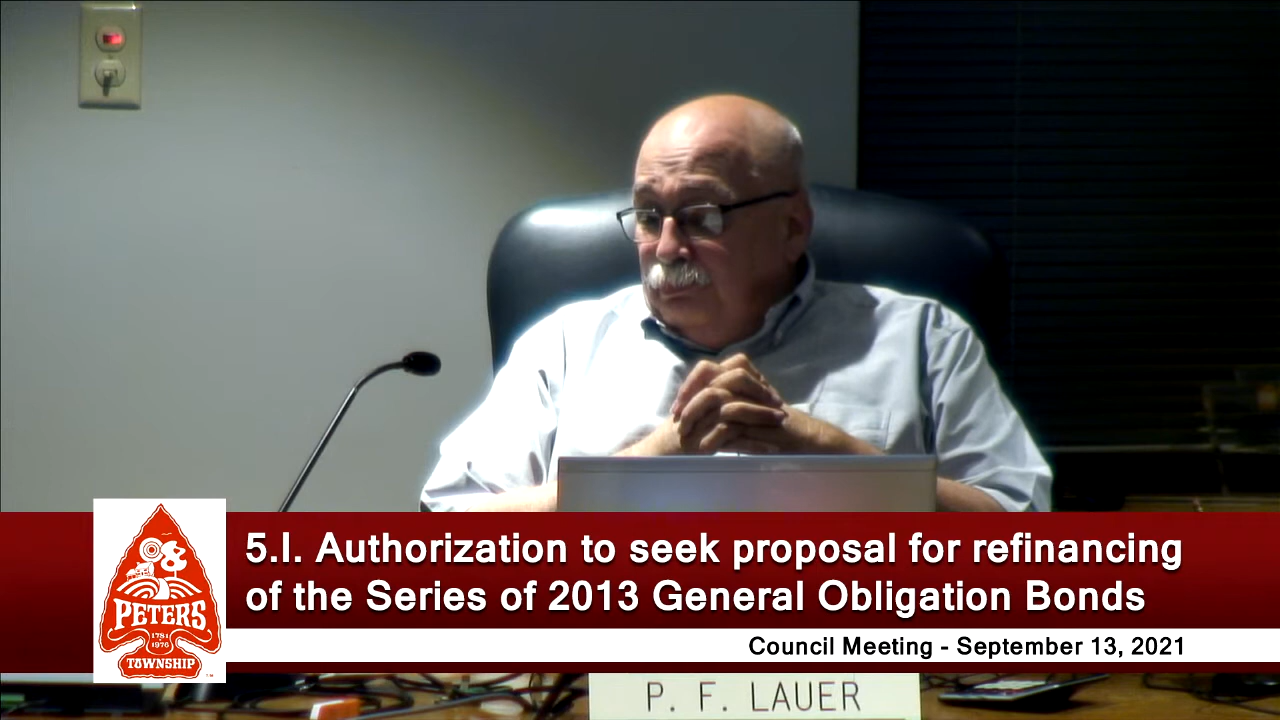 5.l. Authorization to seek proposal for refinancing
of the Series of 2013 General Obligation Bonds
PETERS
1781
1976
TOWNSHIP
Council Meeting - September 13, 2021
P. F. LAUER